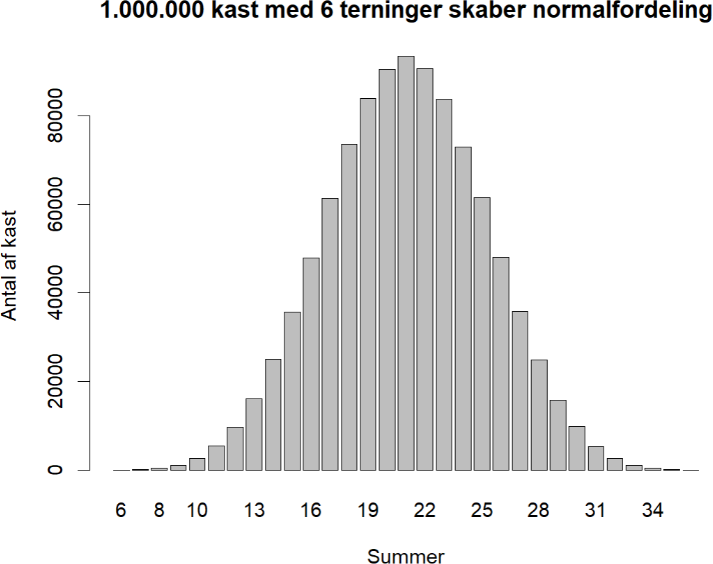 1.000.000 kast med 6 terninger skaber normalfordeling
Antal af kast
80000
60000
40000
20000
0
6 8 10 13 16 19 22 25 28 31 34
Summer